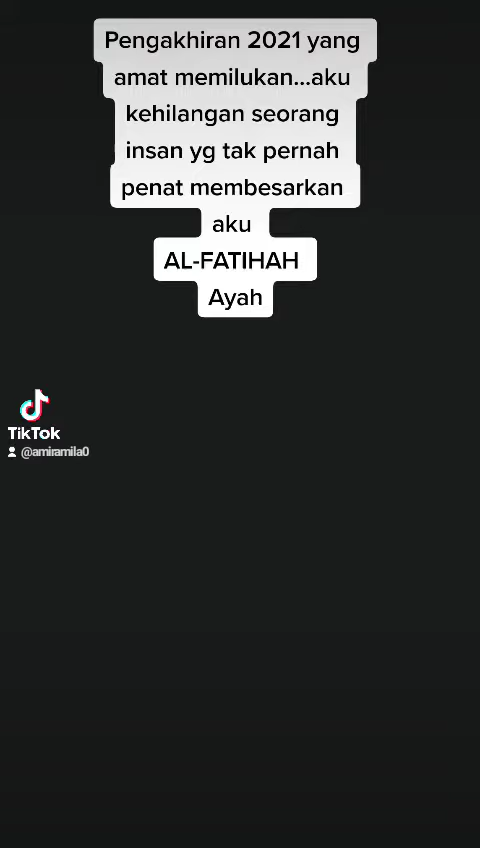 Pengakhiran 2021 yang
amat memilukan...aku
kehilangan seorang
insan yg tak pernah
penat membesarkan
aku
AL-FATIHAH
Ayah
TikTok
@amiramila0